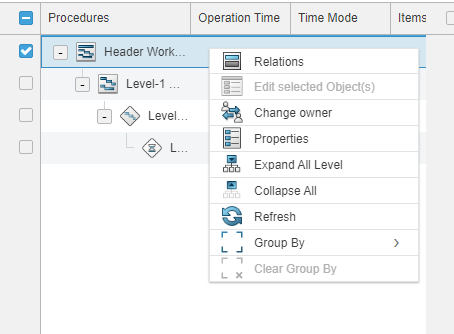 Procedures Operation Time Time Mode Items
Header Work...
Relations
Edit selected Object(s)
Level-1 ...
Change owner
Level...
Properties
L...
Expand All Level
Collapse All
Refresh
Group By
Clear Group By